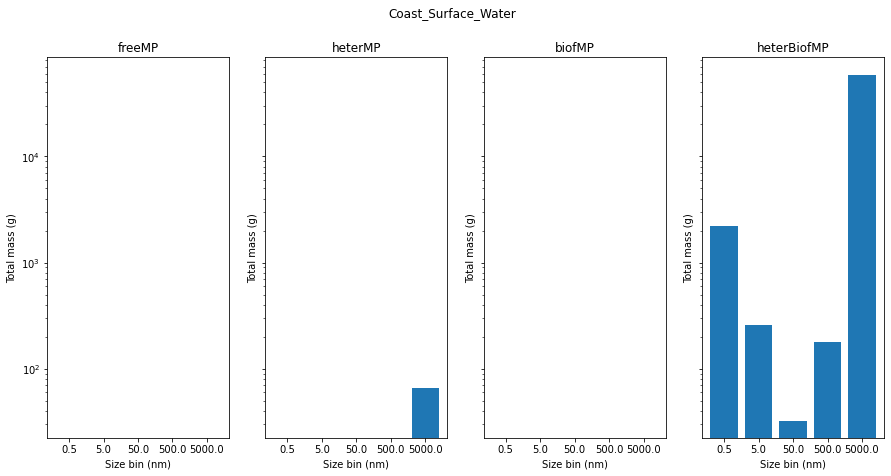 Coast_Surface_Water
freeMP
heterMP
biofMP
heterBiofMP
Total mass (g)
10^4
10^3
10^2
0.5 5.0 50.0 500.0 5000.0
Size bin (nm)
Total mass (g)
0.5 5.0 50.0 500.0 5000.0
Size bin (nm)
Total mass (g)
0.5 5.0 50.0 500.0 5000.0
Size bin (nm)
Total mass (g)
0.5 5.0 50.0 500.0 5000.0
Size bin (nm)